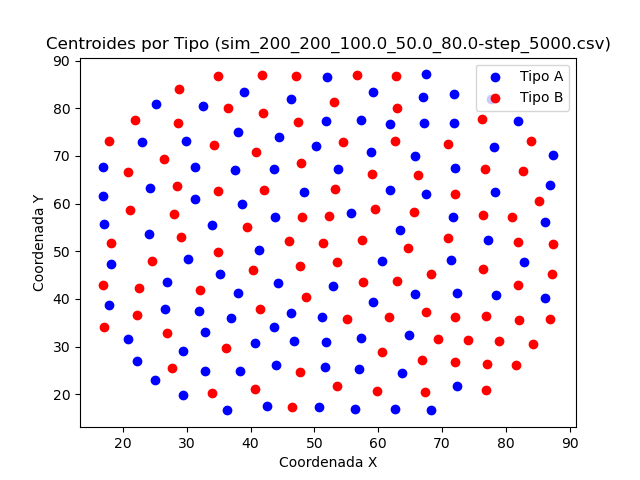 Centroides por Tipo (sim_200_200_100.0_50.0_80.0-step_5000.csv)
Tipo A
Tipo B
90
80
70
60
50
40
30
20
Coordenada Y
20 30 40 50 60 70 80 90
Coordenada X